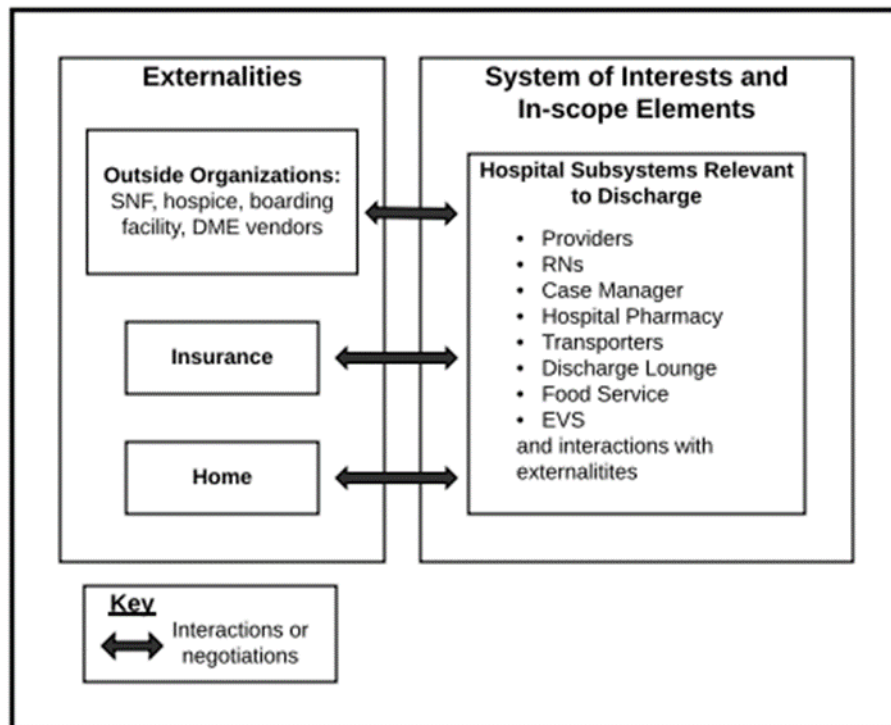 Externalities
Outside Organizations:
SNF, hospice, boarding
facility, DME vendors
Insurance
Home
System of Interests and
In-scope Elements
Hospital Subsystems Relevant
to Discharge
• Providers
• RNs
• Case Manager
• Hospital Pharmacy
• Transporters
• Discharge Lounge
• Food Service
• EVS
and interactions with
externalitites
Key
Interactions or
negotiations